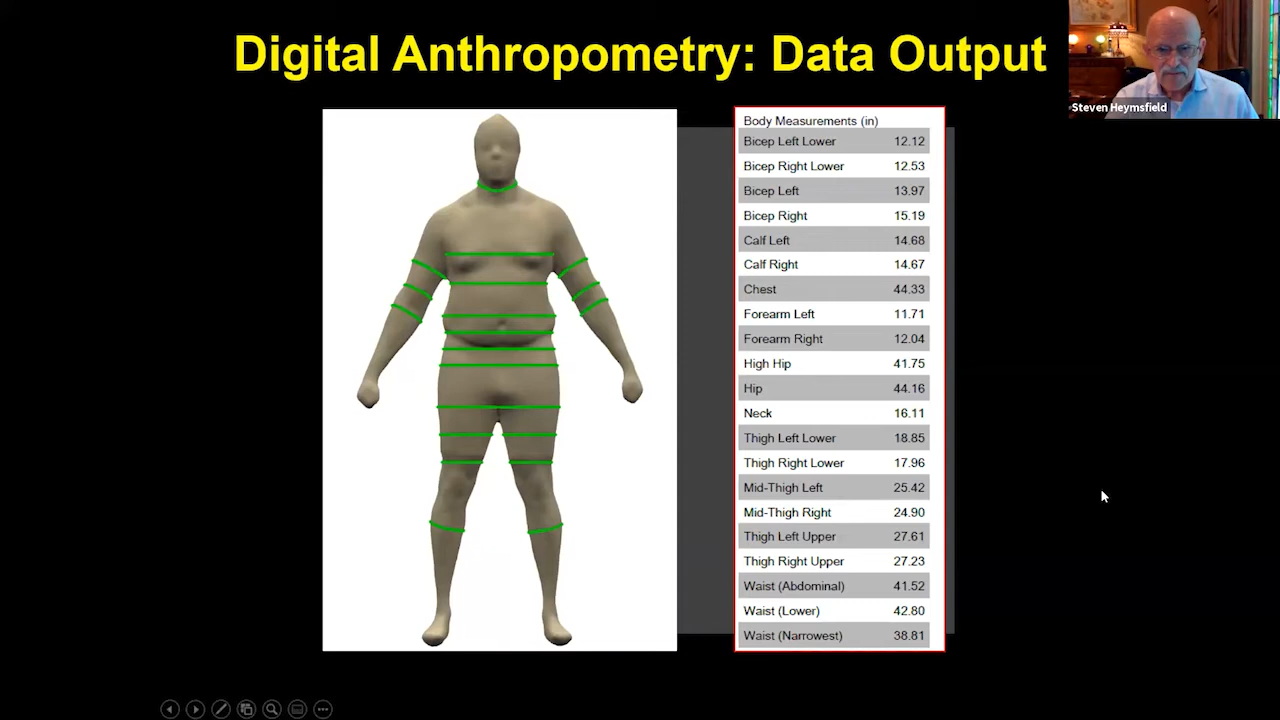 Digital Anthropometry: Data Output
Steven Heymsfield
Body Measurements (in)
Bicep Left Lower 12.12
Bicep Right Lower 12.53
Bicep Left 13.97
Bicep Right 15.19
Calf Left 14.68
Calf Right 14.67
Chest 44.33
Forearm Left 11.71
Forearm Right 12.04
High Hip 41.75
Hip 44.16
Neck 16.11
Thigh Left Lower 18.85
Thigh Right Lower 17.96
Mid-Thigh Left 25.42
Mid-Thigh Right 24.90
Thigh Left Upper 27.61
Thigh Right Upper 27.23
Waist (Abdominal) 41.52
Waist (Lower) 42.80
Waist (Narrowest) 38.81